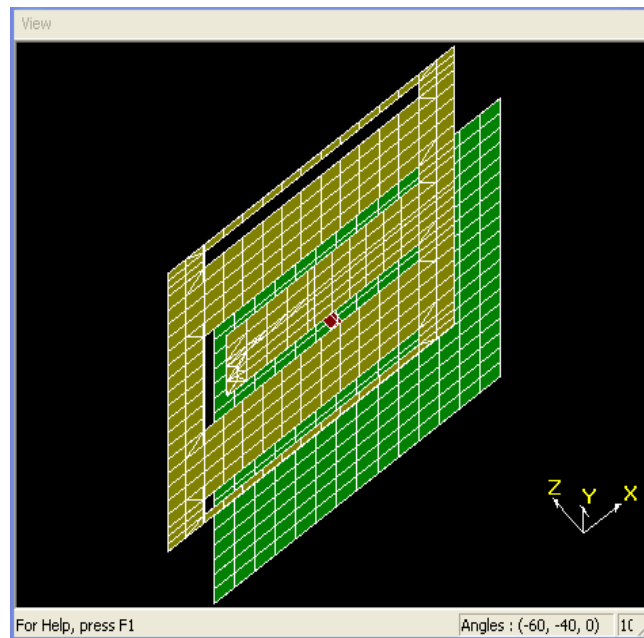 View
Z Y X
For Help, press F1
Angles : (-60, -40, 0)